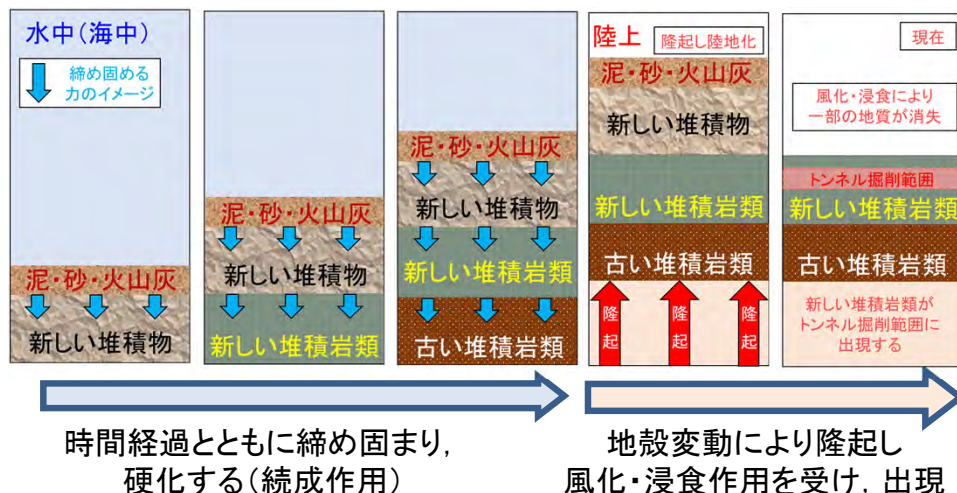 水中(海中)
締め固める
力のイメージ
泥・砂・火山灰
新しい堆積物
泥・砂・火山灰
新しい堆積物
新しい堆積岩類
泥・砂・火山灰
新しい堆積物
新しい堆積岩類
古い堆積岩類
陸上
隆起し陸地化
泥・砂・火山灰
新しい堆積物
新しい堆積岩類
古い堆積岩類
隆起
隆起
隆起
現在
風化・浸食により
一部の地質が消失
トンネル掘削範囲
新しい堆積岩類
古い堆積岩類
新しい堆積岩類が
トンネル掘削範囲に
出現する
時間経過とともに締め固まり,
硬化する(続成作用)
地殻変動により隆起し
風化・浸食作用を受け,出現